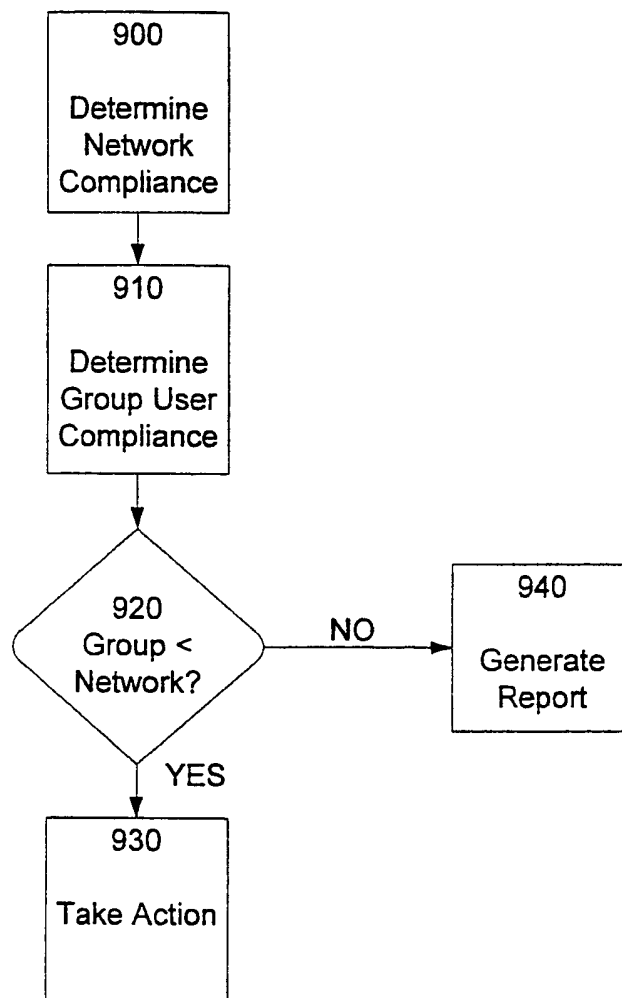 900
Determine
Network
Compliance
910
Determine
Group User
Compliance
920
Group <
Network?
NO
940
Generate
Report
YES
930
Take Action